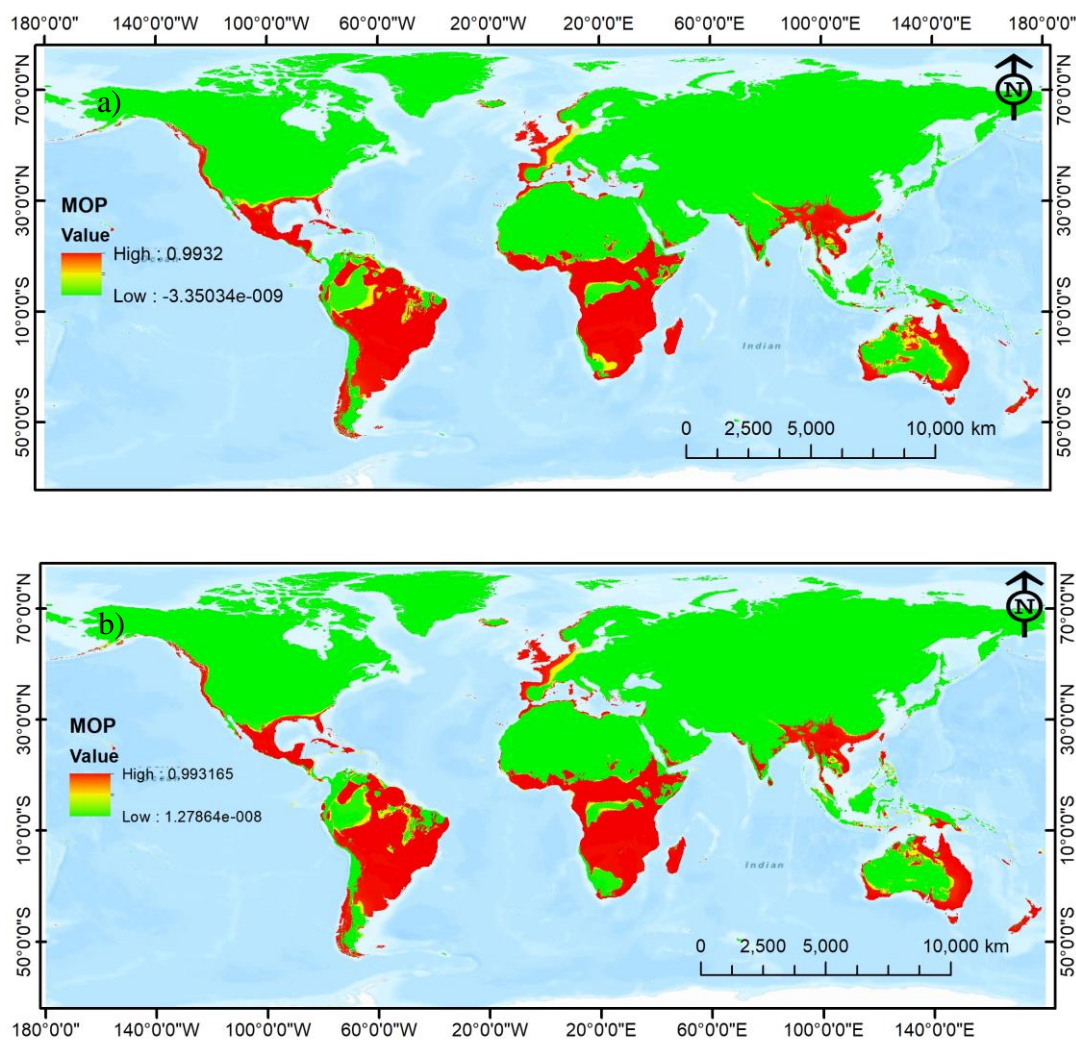 180°0'0" 100°0'0"W 60°0'0"W 20°0'0"W 20°0'0"E 60°0'0"E 100°0'0"E 140°0'0"E 180°0'0"
70°0'0"N 30°0'0"N 10°0'0"S 50°0'0"S
a)
N
MOP
Value
High : 0.9932
Low : -3.35034e-009
Indian
0 2,500 5,000 10,000 km
70°0'0"N 30°0'0"N 10°0'0"S 50°0'0"S
70°0'0"N 30°0'0"N 10°0'0"S 50°0'0"S
b)
N
MOP
Value
High : 0.993165
Low : 1.27864e-008
Indian
0 2,500 5,000 10,000 km
70°0'0"N 30°0'0"N 10°0'0"S 50°0'0"S
180°0'0" 140°0'0"W 100°0'0"W 60°0'0"W 20°0'0"W 20°0'0"E 60°0'0"E 100°0'0"E 140°0'0"E